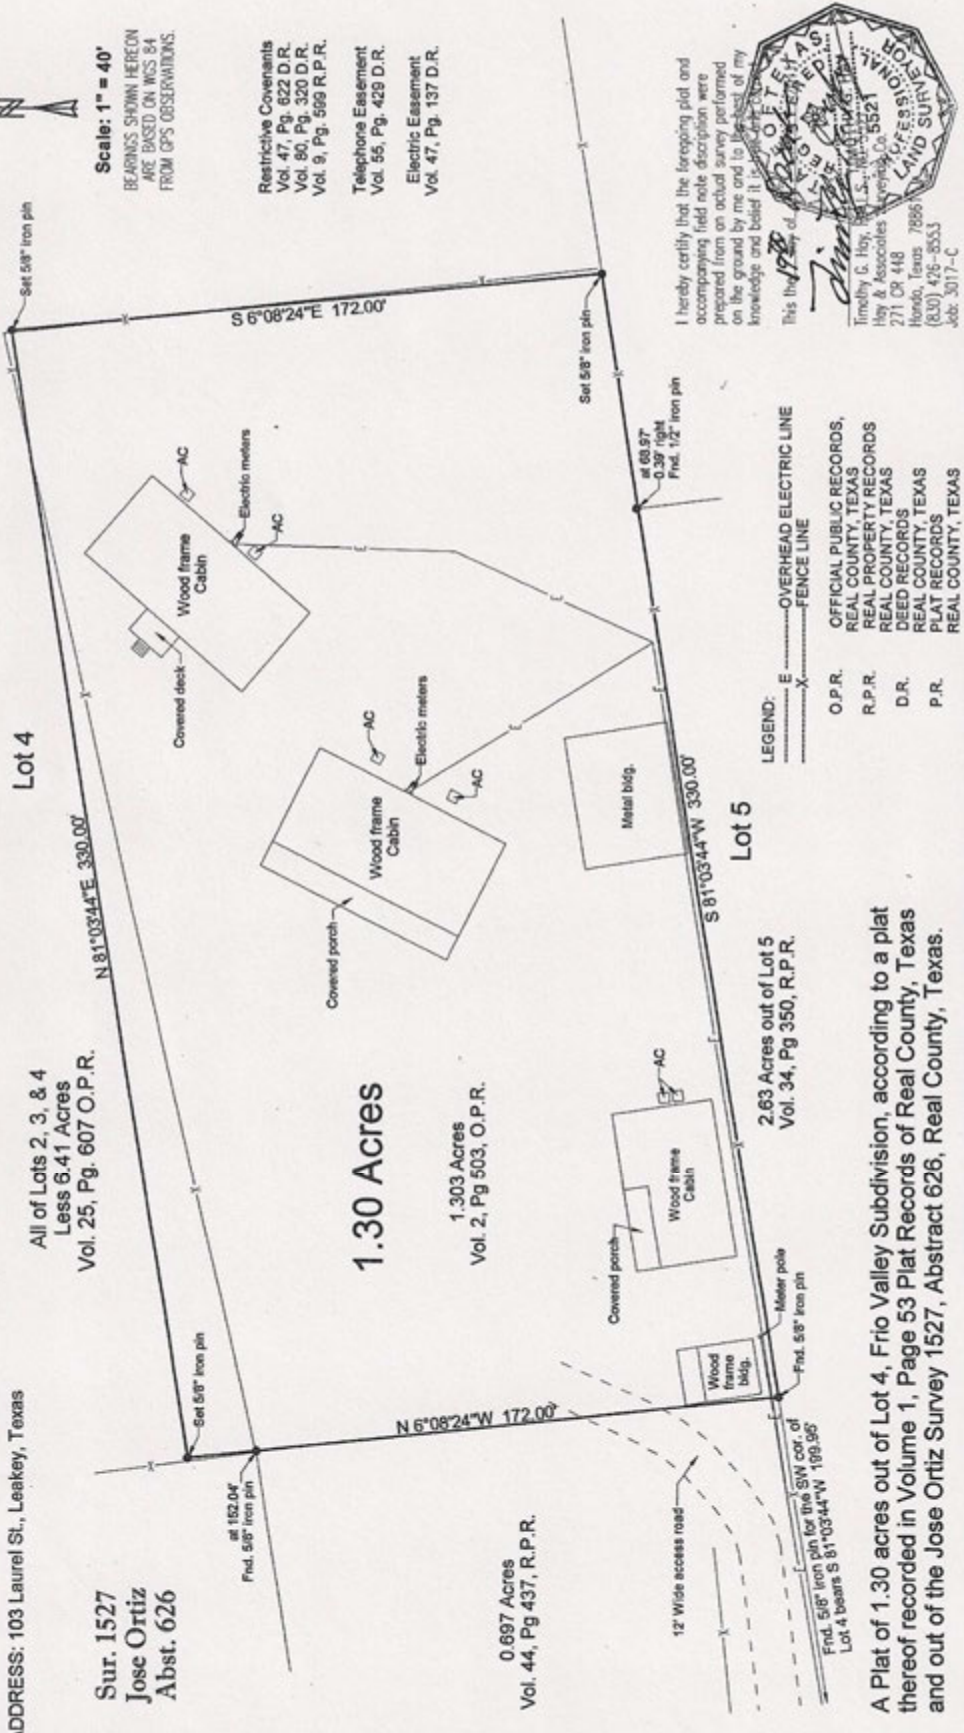 ADDRESS: 103 Laurel St., Leakey, Texas
Sur. 1527
Jose Ortiz
Abst. 626
All of Lots 2, 3, & 4
Less 6.41 Acres
Vol. 25, Pg. 607 O.P.R.
Lot 4
N
Scale: 1" = 40'
BEARINGS SHOWN HEREON
ARE BASED ON WGS 84
FROM GPS OBSERVATIONS.
Restrictive Covenants
Vol. 47, Pg. 622 D.R.
Vol. 80, Pg. 320 D.R.
Vol. 9, Pg. 599 R.P.R.
Telephone Easement
Vol. 55, Pg. 429 D.R.
Electric Easement
Vol. 47, Pg. 137 D.R.
Set 5/8" iron pin
N 81°03'44"E 330.00'
Set 5/8" iron pin
S 6°08'24"E 172.00'
at 152.04'
Fnd. 5/8" iron pin
N 6°08'24"W 172.00'
1.30 Acres
1.303 Acres
Vol. 2, Pg 503, O.P.R.
Covered deck
Wood frame
Cabin
AC
Electric meters
AC
Covered porch
Wood frame
Cabin
AC
Electric meters
AC
Metal bldg.
Covered porch
Wood frame
Cabin
AC
Wood
frame
bldg.
Meter pole
Fnd. 5/8" iron pin
Set 5/8" iron pin
at 68.97'
0.39' right
Fnd. 1/2" iron pin
S 81°03'44"W 330.00'
Lot 5
2.63 Acres out of Lot 5
Vol. 34, Pg 350, R.P.R.
0.697 Acres
Vol. 44, Pg 437, R.P.R.
12' Wide access road
Fnd. 5/8" iron pin for the SW cor. of
Lot 4 bears S 81°03'44"W 199.95'
LEGEND:
E OVERHEAD ELECTRIC LINE
X FENCE LINE
O.P.R. OFFICIAL PUBLIC RECORDS,
REAL COUNTY, TEXAS
R.P.R. REAL PROPERTY RECORDS
REAL COUNTY, TEXAS
D.R. DEED RECORDS
REAL COUNTY, TEXAS
P.R. PLAT RECORDS
REAL COUNTY, TEXAS
I hereby certify that the foregoing plat and
accompanying field note discription were
prepared from an actual survey performed
on the ground by me and to the best of my
knowledge and belief it is
This the 19th day of
Timothy G. Hay, R.P.L.S.
Hay & Associates Surveying Co.
271 CR 448
Hondo, Texas 78861
(830) 426-8553
Job: 3017-C
STATE OF TEXAS
REGISTERED
TIMOTHY G. HAY
5521
PROFESSIONAL
LAND SURVEYOR
A Plat of 1.30 acres out of Lot 4, Frio Valley Subdivision, according to a plat
thereof recorded in Volume 1, Page 53 Plat Records of Real County, Texas
and out of the Jose Ortiz Survey 1527, Abstract 626, Real County, Texas.